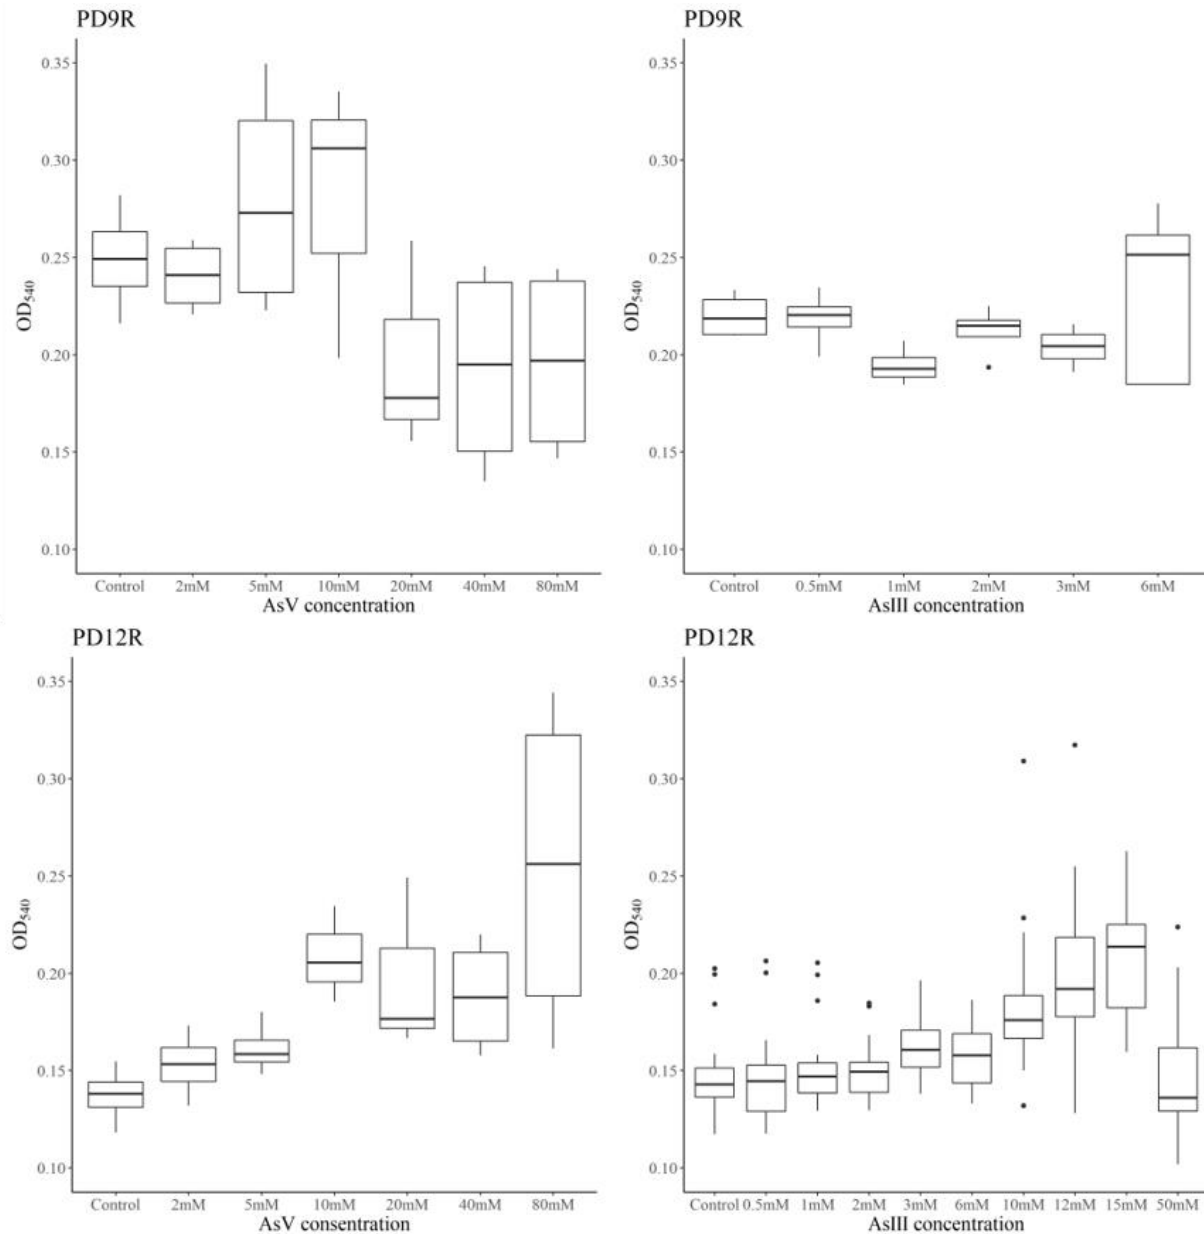 PD9R
0.35
0.30
0.25
0.20
0.15
0.10
OD540
Control 2mM 5mM 10mM 20mM 40mM 80mM
AsV concentration
PD9R
0.35
0.30
0.25
0.20
0.15
0.10
OD540
Control 0.5mM 1mM 2mM 3mM 6mM
AsIII concentration
PD12R
0.35
0.30
0.25
0.20
0.15
0.10
OD540
Control 2mM 5mM 10mM 20mM 40mM 80mM
AsV consentration
PD12R
0.35
0.30
0.25
0.20
0.15
0.10
OD540
Control 0.5mM 1mM 2mM 3mM 6mM 10mM 12mM 15mM 50mM
AsIII concentration